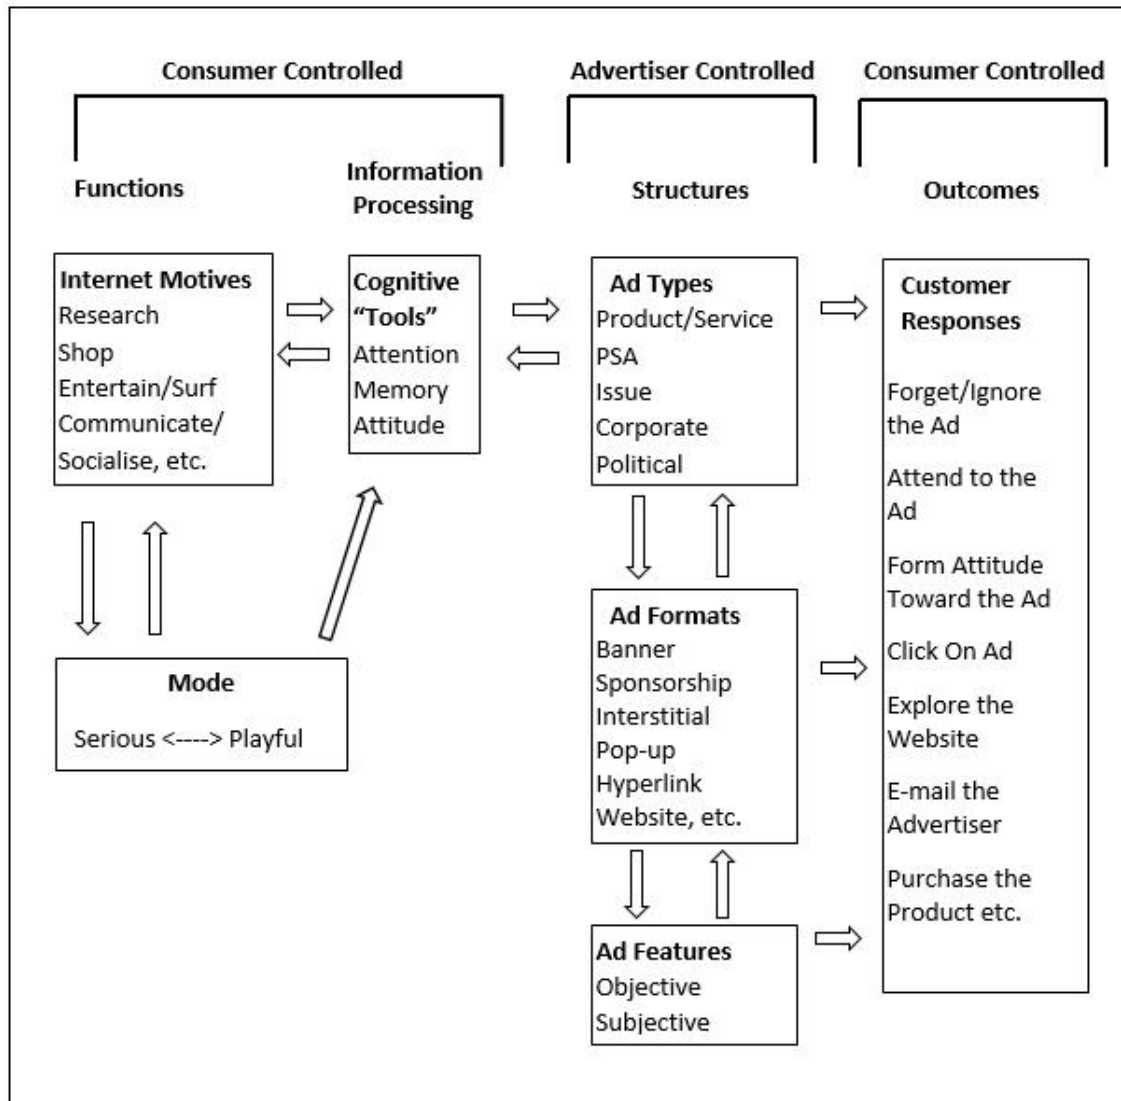 Consumer Controlled
Advertiser Controlled
Consumer Controlled
Functions
Information
Processing
Structures
Outcomes
Internet Motives
Research
Shop
Entertain/Surf
Communicate/
Socialise, etc.
Cognitive
“Tools”
Attention
Memory
Attitude
Mode
Serious <----> Playful
Ad Types
Product/Service
PSA
Issue
Corporate
Political
Ad Formats
Banner
Sponsorship
Interstitial
Pop-up
Hyperlink
Website, etc.
Ad Features
Objective
Subjective
Customer
Responses
Forget/Ignore
the Ad
Attend to the
Ad
Form Attitude
Toward the Ad
Click On Ad
Explore the
Website
E-mail the
Advertiser
Purchase the
Product etc.